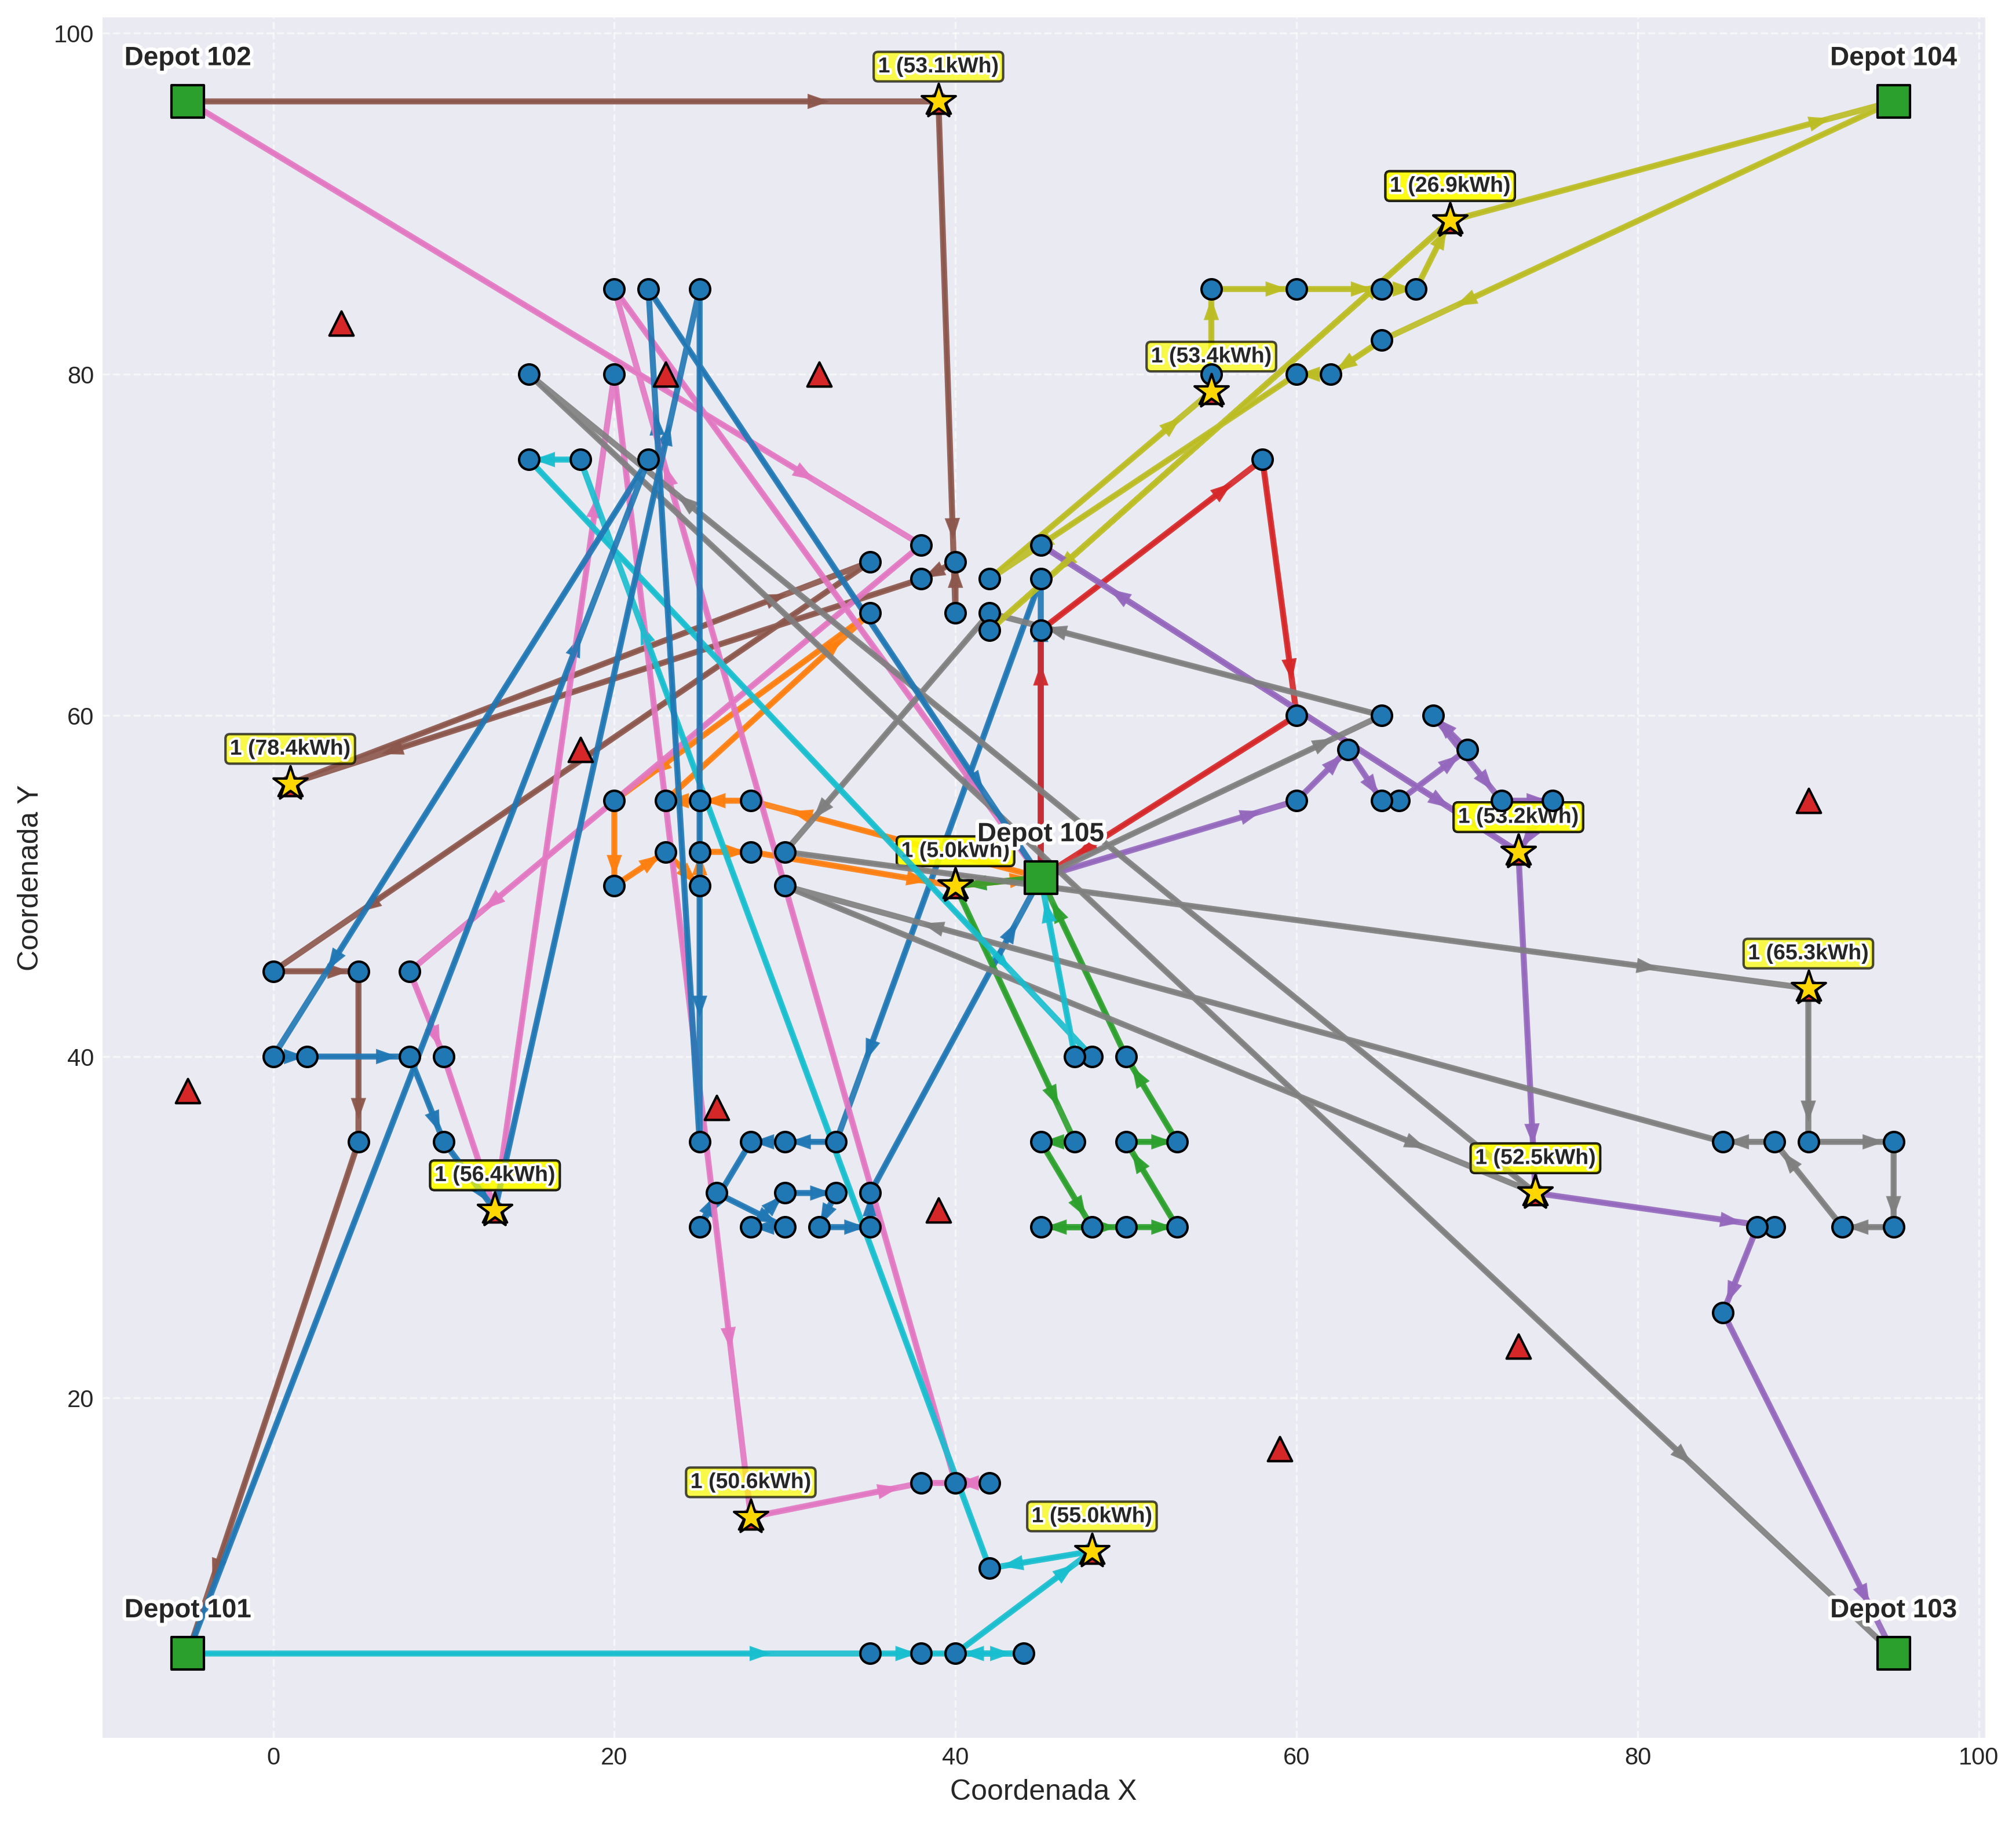 Depot 102
1 (53.1kWh)
Depot 104
1 (26.9kWh)
1 (53.4kWh)
1 (78.4kWh)
1 (53.2kWh)
Depot 105
1 (5.0kWh)
1 (65.3kWh)
1 (56.4kWh)
1 (52.5kWh)
1 (50.6kWh)
1 (55.0kWh)
Depot 101
Depot 103
100
80
60
40
20
0
20
40
60
80
100
Coordenada X
Coordenada Y